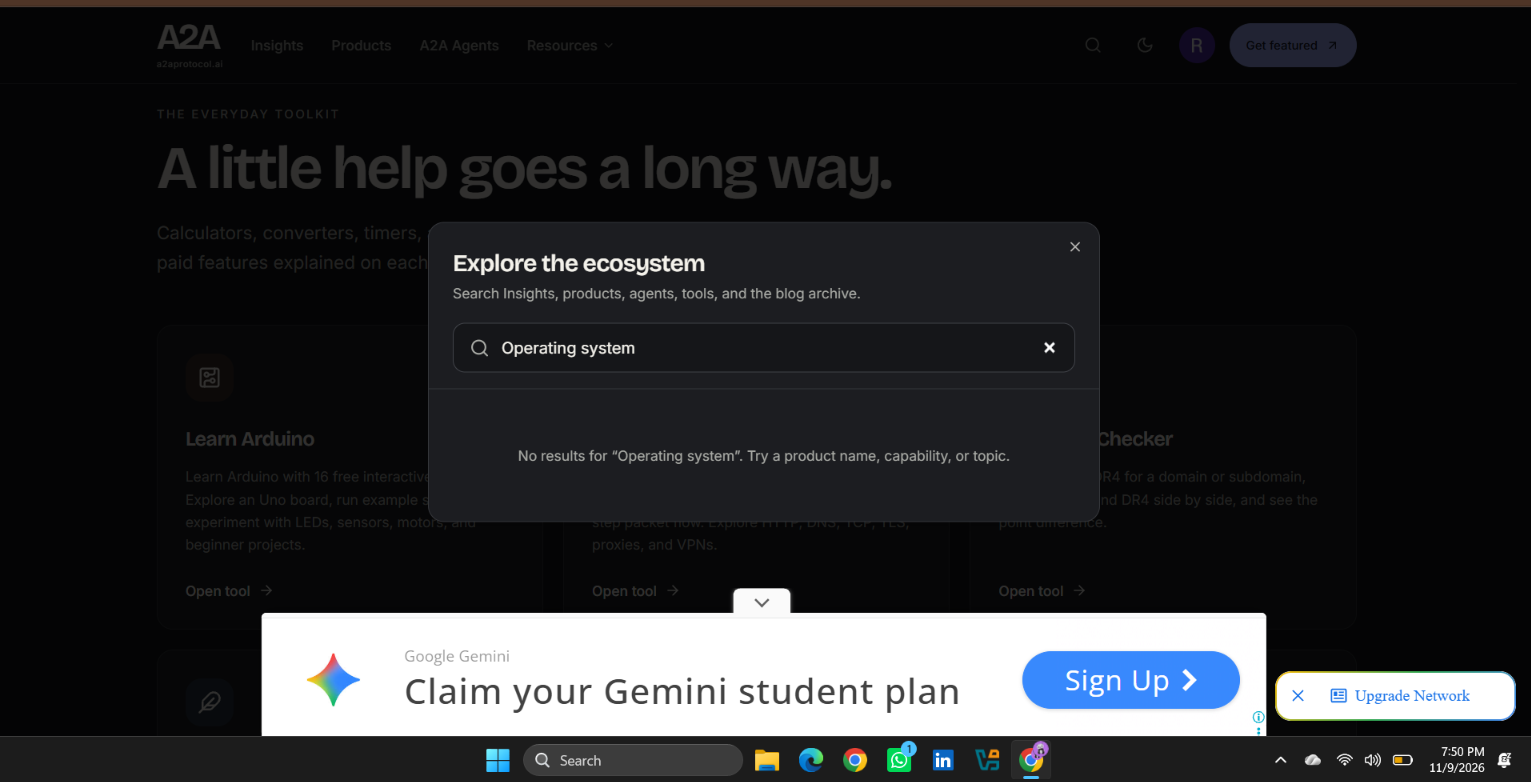 A2A
a2aprotocol.ai
Insights
Products
A2A Agents
Resources
R
Get featured
THE EVERYDAY TOOLKIT
A little help goes a long way.
Calculators, converters, timers,
paid features explained on each
Explore the ecosystem
Search Insights, products, agents, tools, and the blog archive.
Operating system
No results for “Operating system”. Try a product name, capability, or topic.
Learn Arduino
Learn Arduino with 16 free interactive
Explore an Uno board, run example s
experiment with LEDs, sensors, motors, and
beginner projects.
Open tool
step packet flow. Explore HTTP, DNS, TCP, TLS,
proxies, and VPNs.
Open tool
Checker
DR4 for a domain or subdomain,
nd DR4 side by side, and see the
point difference.
Open tool
Google Gemini
Claim your Gemini student plan
Sign Up
Upgrade Network
Search
1
7:50 PM
11/9/2026